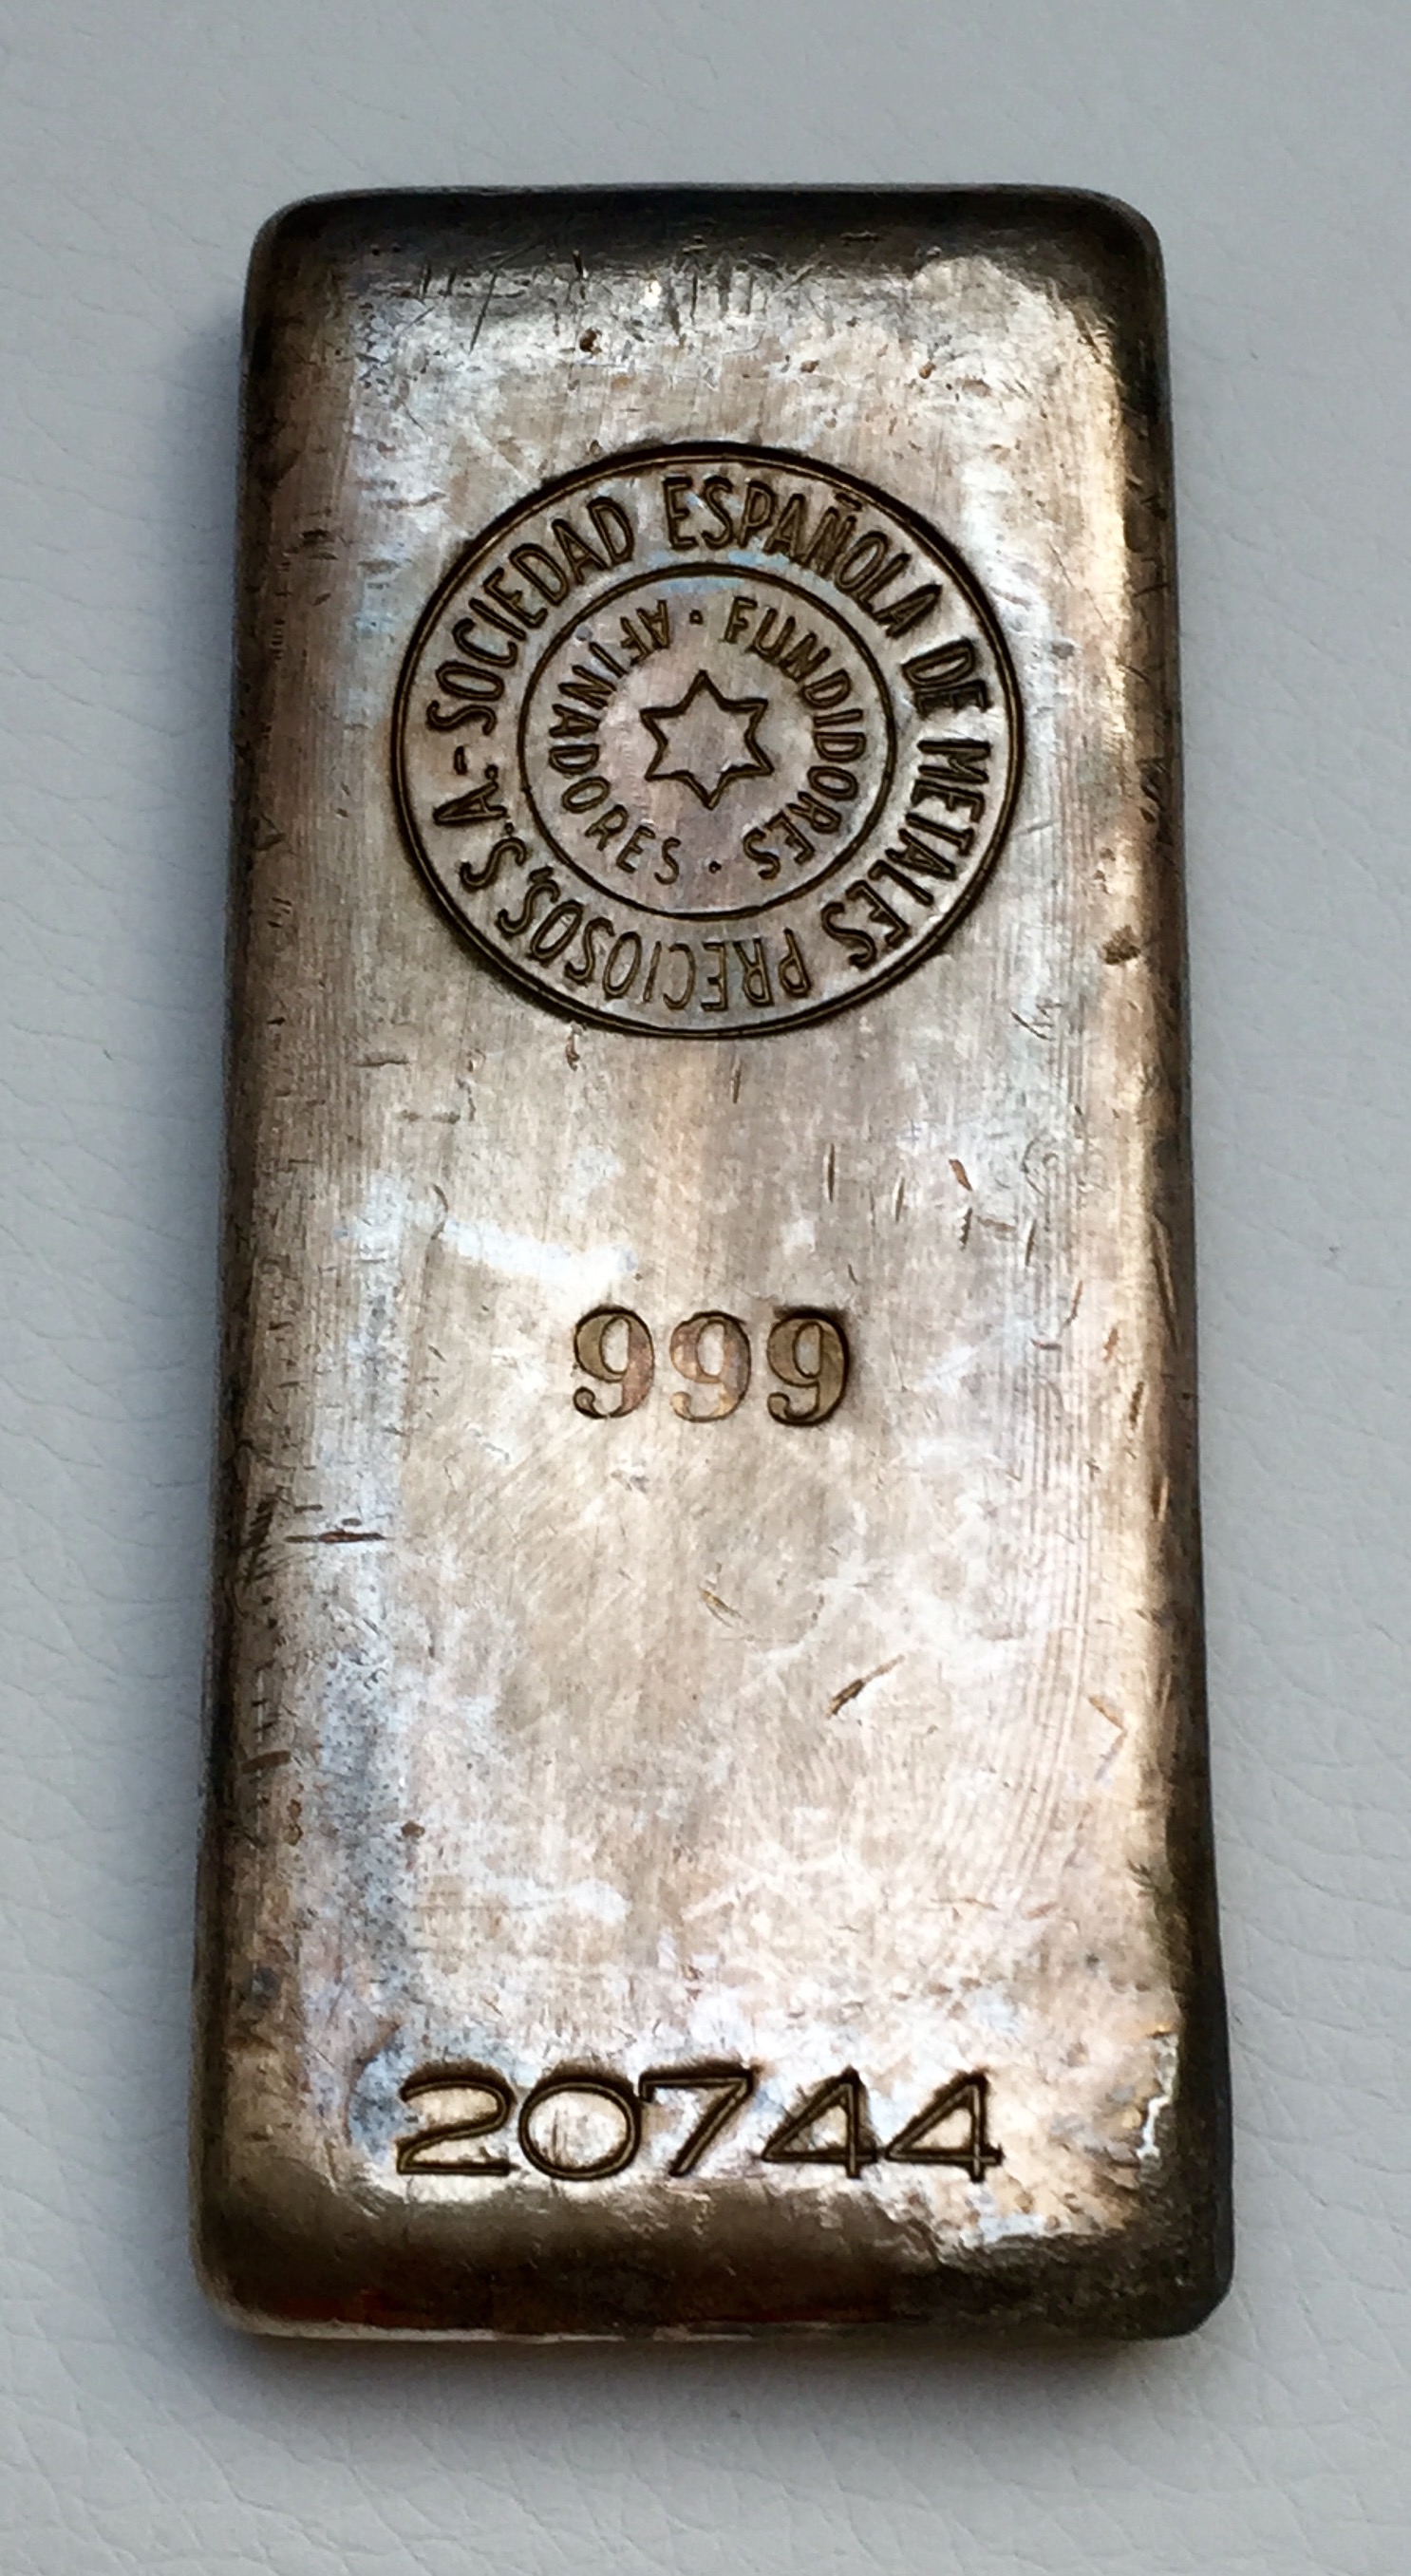 SOCIEDAD ESPAÑOLA DE METALES PRECIOSOS, S.A.-
FUNDIDORES · AFINADORES ·
999
20744